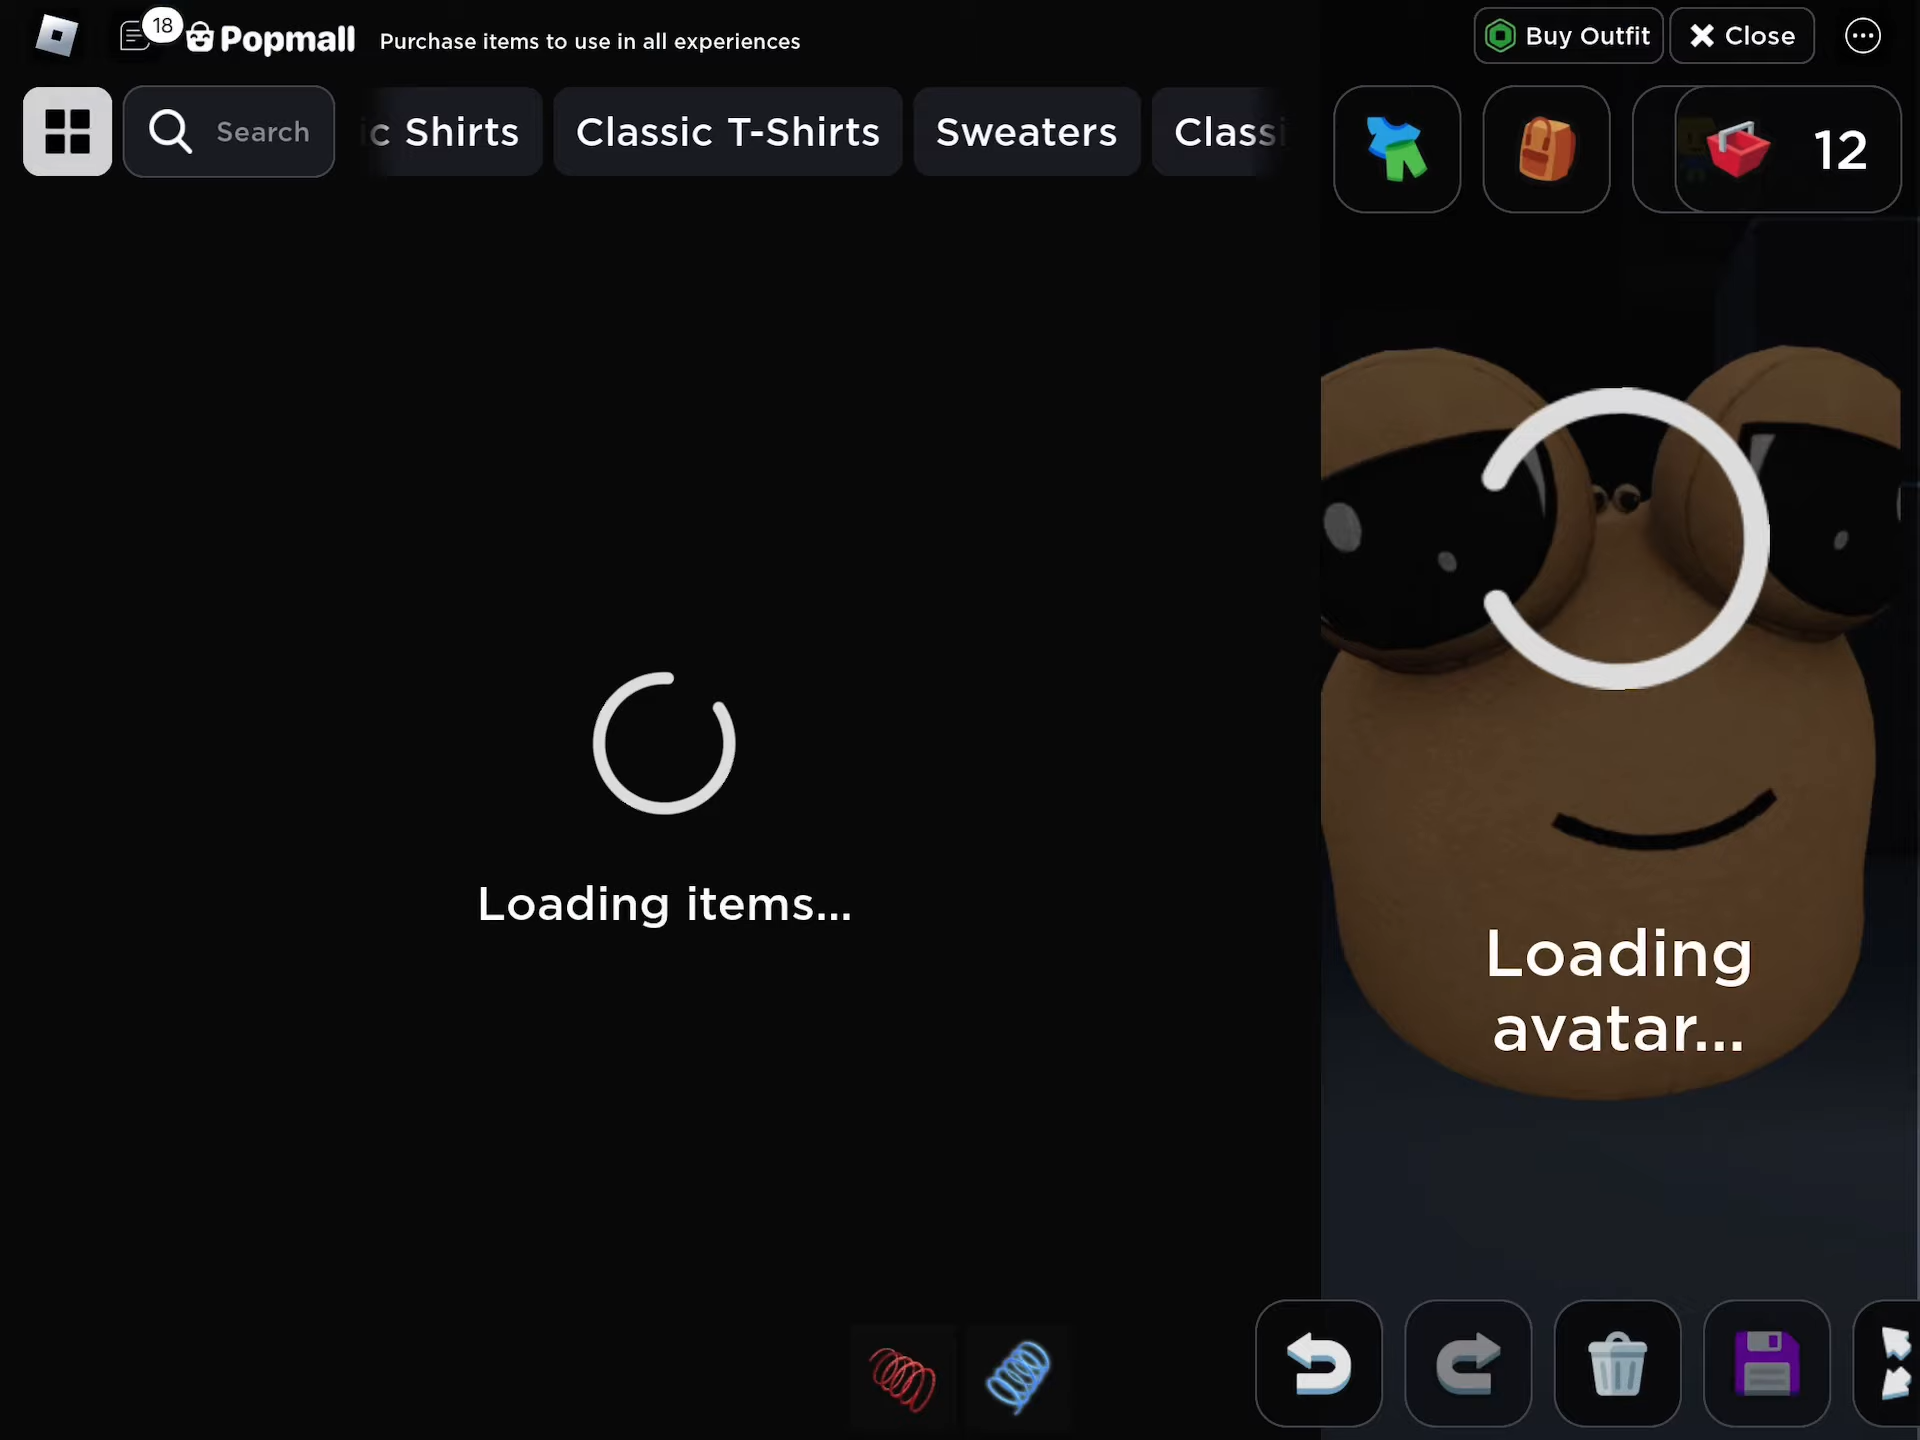 18
Popmall
Purchase items to use in all experiences
Buy Outfit
Close
Search
ic Shirts
Classic T-Shirts
Sweaters
Classi
12
Loading items...
Loading
avatar...